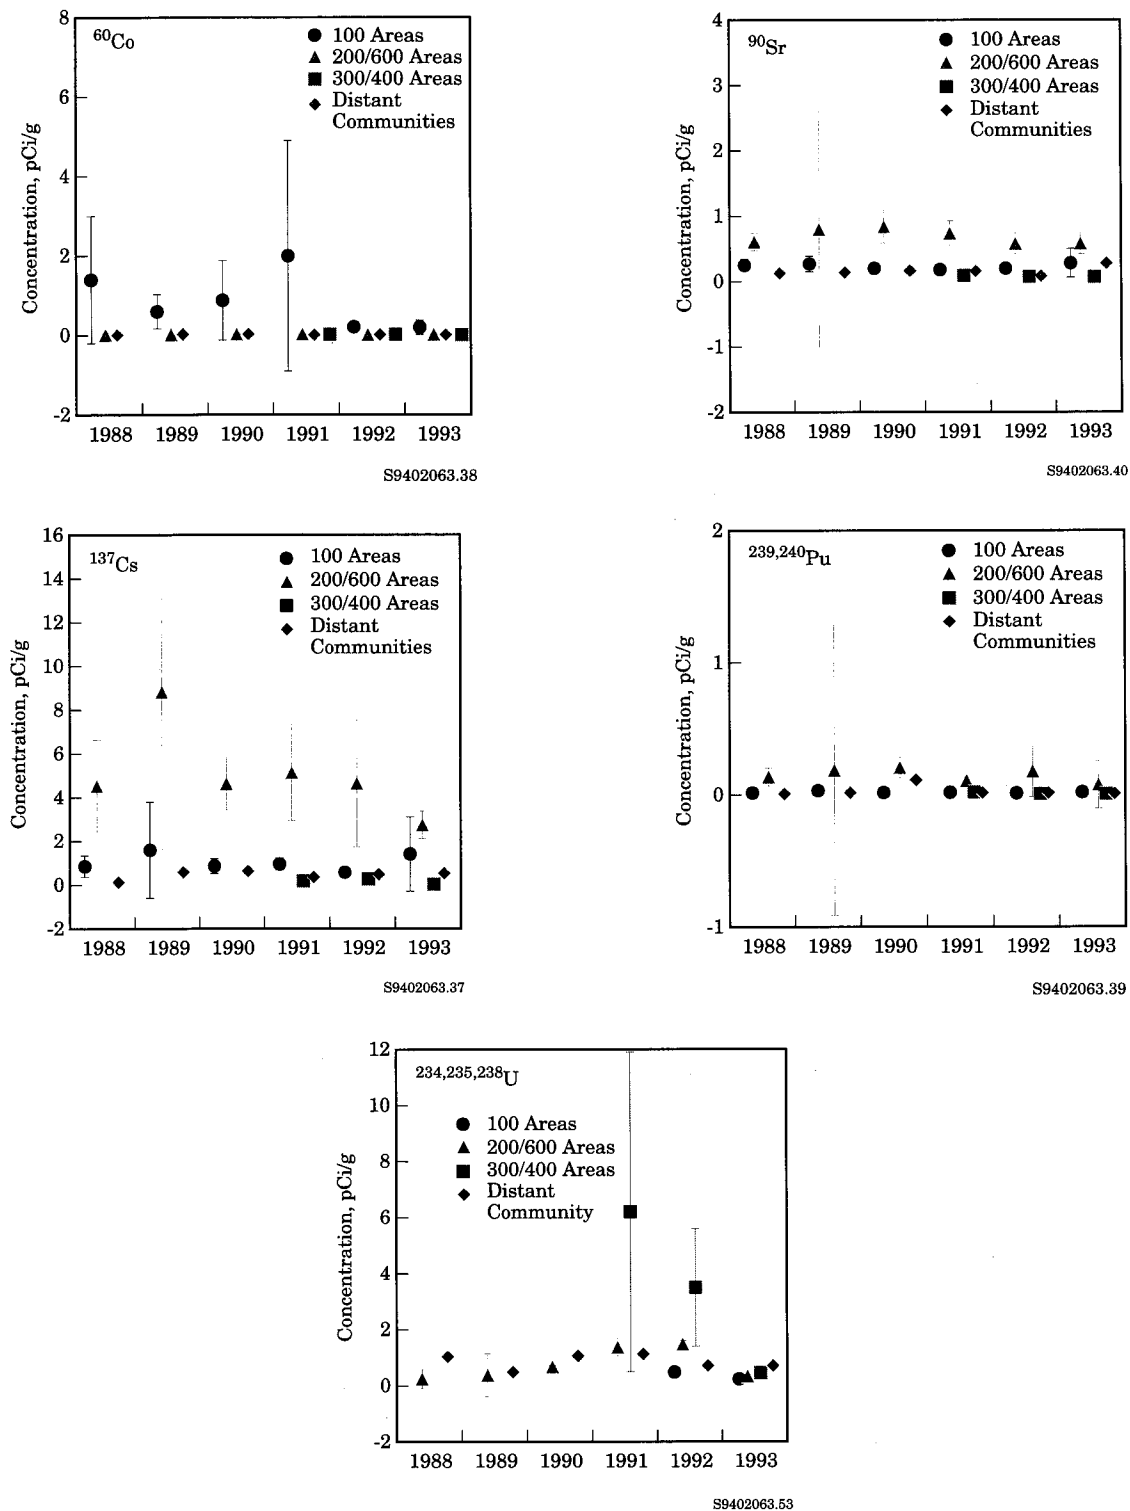 ⁶⁰Co
100 Areas
200/600 Areas
300/400 Areas
Distant
Communities
Concentration, pCi/g
8
6
4
2
0
-2
1988 1989 1990 1991 1992 1993
S9402063.38
⁹⁰Sr
100 Areas
200/600 Areas
300/400 Areas
Distant
Communities
Concentration, pCi/g
4
3
2
1
0
-1
-2
1988 1989 1990 1991 1992 1993
S9402063.40
¹³⁷Cs
100 Areas
200/600 Areas
300/400 Areas
Distant
Communities
Concentration, pCi/g
16
14
12
10
8
6
4
2
0
-2
1988 1989 1990 1991 1992 1993
S9402063.37
²³⁹,²⁴⁰Pu
100 Areas
200/600 Areas
300/400 Areas
Distant
Communities
Concentration, pCi/g
2
1
0
-1
1988 1989 1990 1991 1992 1993
S9402063.39
²³⁴,²³⁵,²³⁸U
100 Areas
200/600 Areas
300/400 Areas
Distant
Community
Concentration, pCi/g
12
10
8
6
4
2
0
-2
1988 1989 1990 1991 1992 1993
S9402063.53